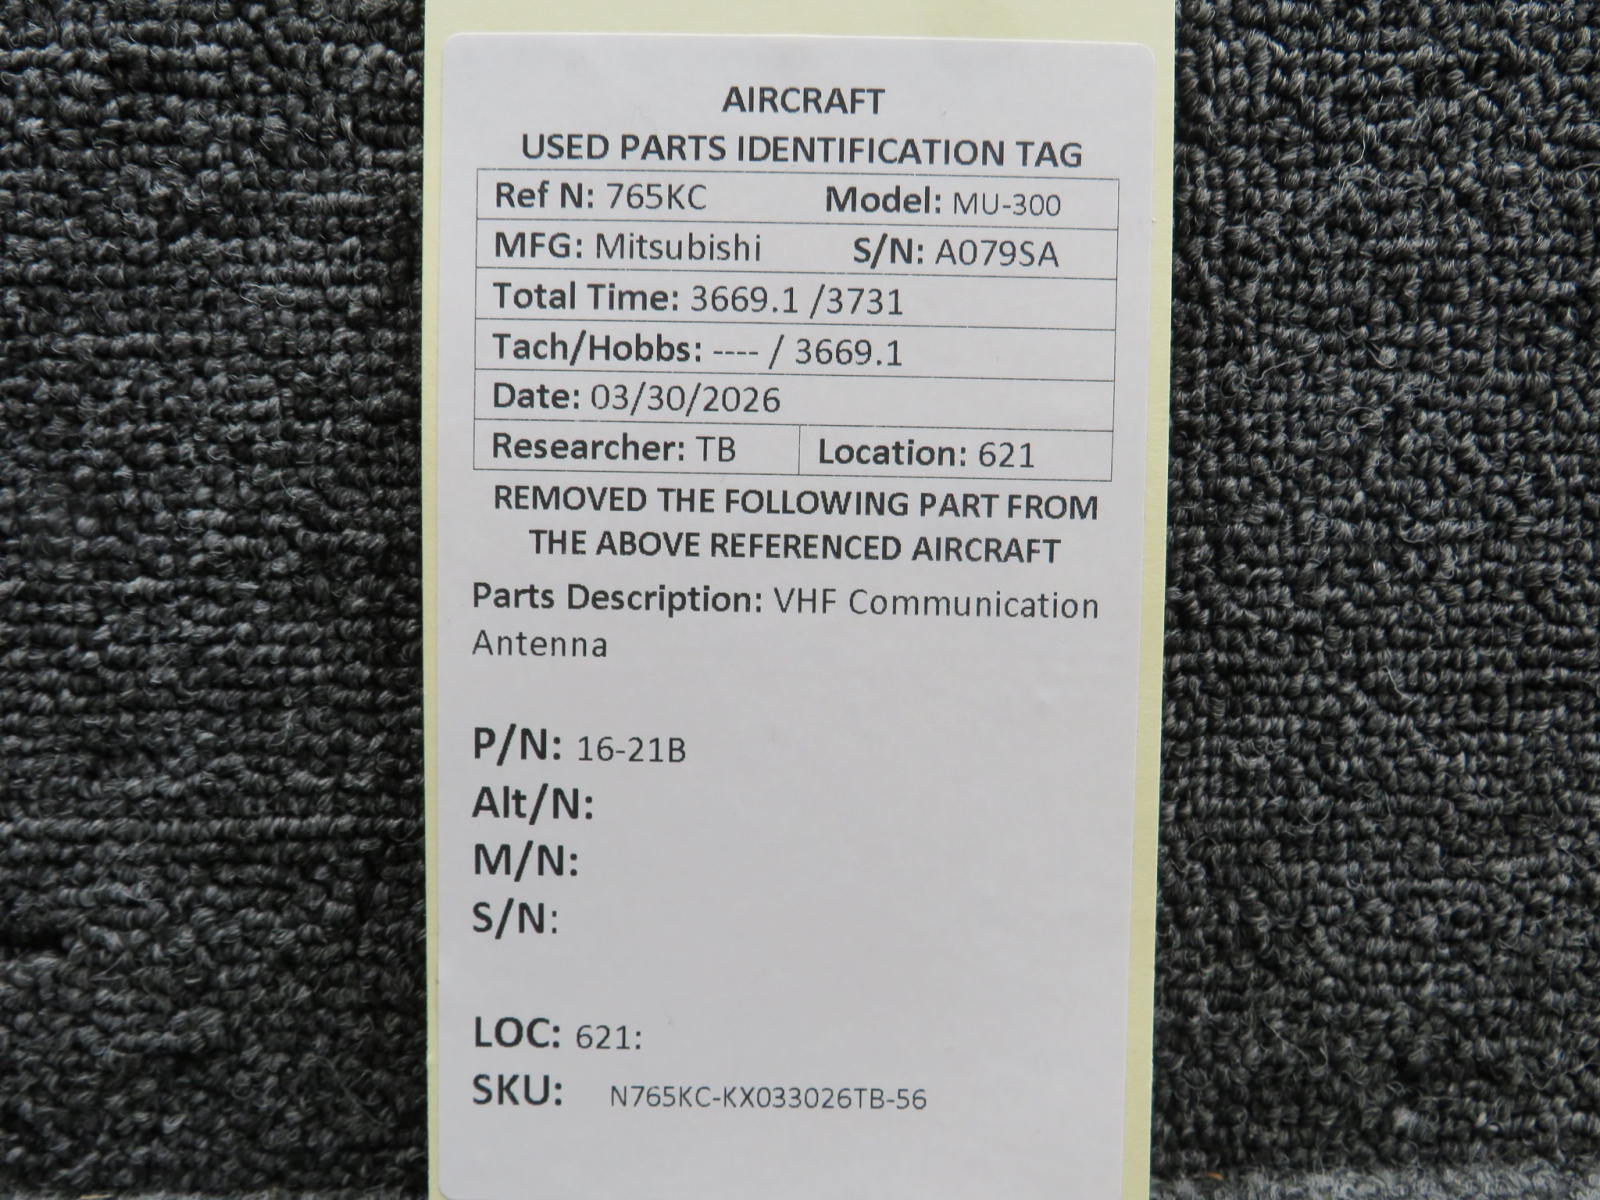 AIRCRAFT
USED PARTS IDENTIFICATION TAG
Ref N: 765KC Model: MU-300
MFG: Mitsubishi S/N: A079SA
Total Time: 3669.1 /3731
Tach/Hobbs: ---- / 3669.1
Date: 03/30/2026
Researcher: TB Location: 621
REMOVED THE FOLLOWING PART FROM
THE ABOVE REFERENCED AIRCRAFT
Parts Description: VHF Communication
Antenna
P/N: 16-21B
Alt/N:
M/N:
S/N:
LOC: 621:
SKU: N765KC-KX033026TB-56